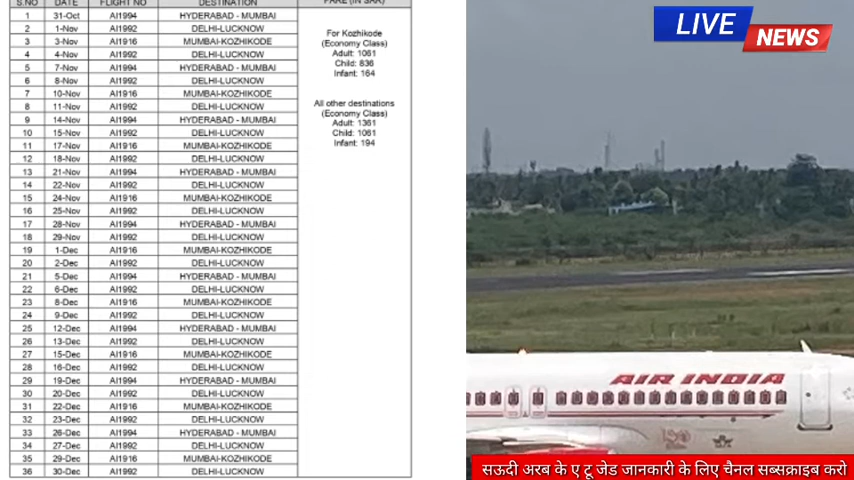 S.NO DATE FLIGHT NO DESTINATION FARE (IN SAR)
1 31-Oct AI1994 HYDERABAD - MUMBAI
2 1-Nov AI1992 DELHI-LUCKNOW
3 3-Nov AI1916 MUMBAI-KOZHIKODE
4 4-Nov AI1992 DELHI-LUCKNOW
5 7-Nov AI1994 HYDERABAD - MUMBAI
6 8-Nov AI1992 DELHI-LUCKNOW
7 10-Nov AI1916 MUMBAI-KOZHIKODE
8 11-Nov AI1992 DELHI-LUCKNOW
9 14-Nov AI1994 HYDERABAD - MUMBAI
10 15-Nov AI1992 DELHI-LUCKNOW
11 17-Nov AI1916 MUMBAI-KOZHIKODE
12 18-Nov AI1992 DELHI-LUCKNOW
13 21-Nov AI1994 HYDERABAD - MUMBAI
14 22-Nov AI1992 DELHI-LUCKNOW
15 24-Nov AI1916 MUMBAI-KOZHIKODE
16 25-Nov AI1992 DELHI-LUCKNOW
17 28-Nov AI1994 HYDERABAD - MUMBAI
18 29-Nov AI1992 DELHI-LUCKNOW
19 1-Dec AI1916 MUMBAI-KOZHIKODE
20 2-Dec AI1992 DELHI-LUCKNOW
21 5-Dec AI1994 HYDERABAD - MUMBAI
22 6-Dec AI1992 DELHI-LUCKNOW
23 8-Dec AI1916 MUMBAI-KOZHIKODE
24 9-Dec AI1992 DELHI-LUCKNOW
25 12-Dec AI1994 HYDERABAD - MUMBAI
26 13-Dec AI1992 DELHI-LUCKNOW
27 15-Dec AI1916 MUMBAI-KOZHIKODE
28 16-Dec AI1992 DELHI-LUCKNOW
29 19-Dec AI1994 HYDERABAD - MUMBAI
30 20-Dec AI1992 DELHI-LUCKNOW
31 22-Dec AI1916 MUMBAI-KOZHIKODE
32 23-Dec AI1992 DELHI-LUCKNOW
33 26-Dec AI1994 HYDERABAD - MUMBAI
34 27-Dec AI1992 DELHI-LUCKNOW
35 29-Dec AI1916 MUMBAI-KOZHIKODE
36 30-Dec AI1992 DELHI-LUCKNOW
For Kozhikode
(Economy Class)
Adult: 1061
Child: 836
Infant: 164
All other destinations
(Economy Class)
Adult: 1361
Child: 1061
Infant: 194
LIVE
NEWS
AIR INDIA
सऊदी अरब के ए टू जेड जानकारी के लिए चैनल सब्सक्राइब करो